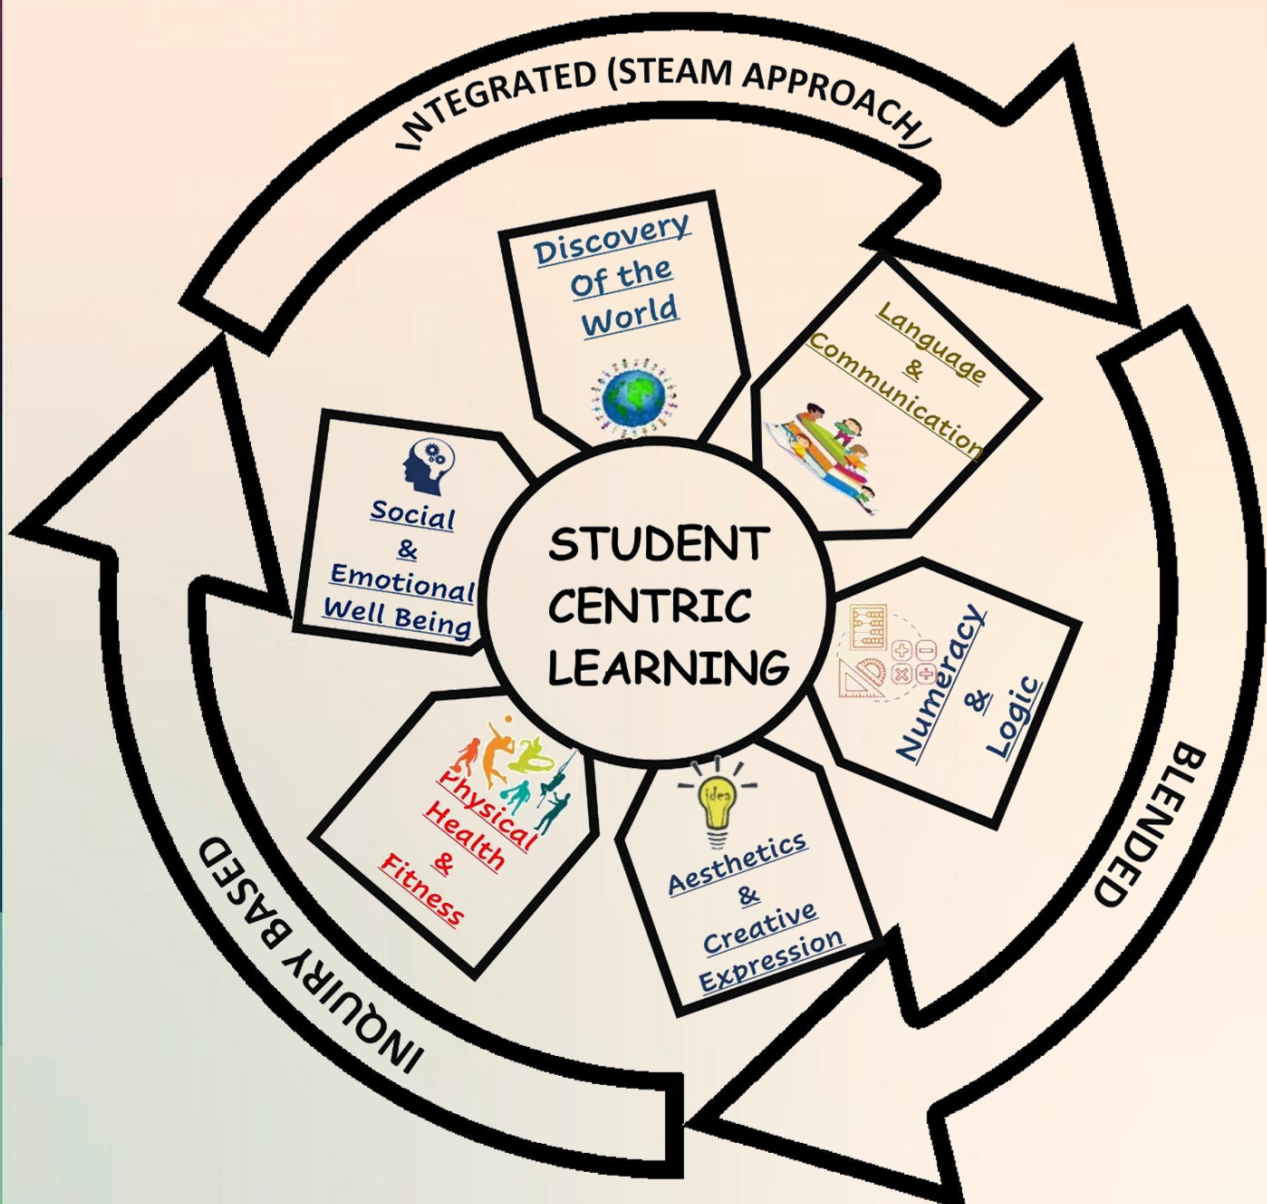 INTEGRATED (STEAM APPROACH)
Discovery
Of the
World
Language
&
Communication
Numeracy
&
Logic
idea
Aesthetics
&
Creative
Expression
Physical
Health
&
Fitness
Social
&
Emotional
Well Being
STUDENT
CENTRIC
LEARNING
BLENDED
INQUIRY BASED